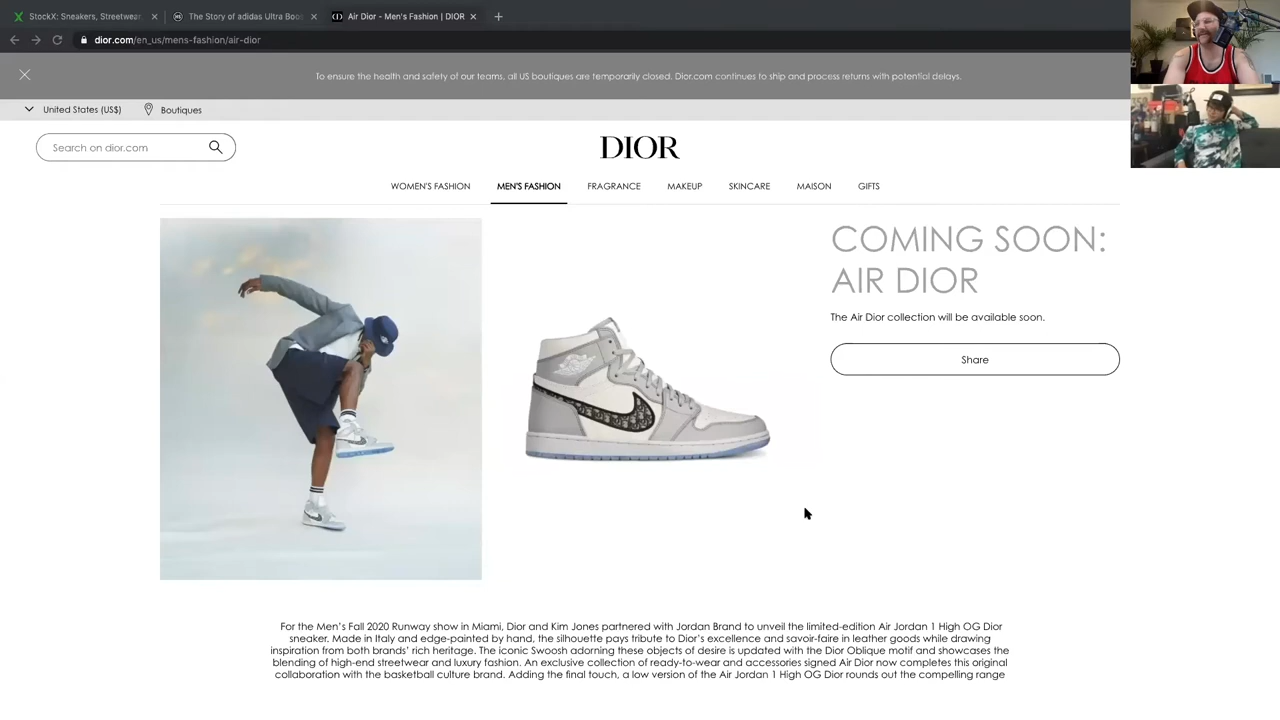 StockX: Sneakers, Streetwear,
The Story of adidas Ultra Boos
Air Dior - Men's Fashion | DIOR
dior.com/en_us/mens-fashion/air-dior
To ensure the health and safety of our teams, all US boutiques are temporarily closed. Dior.com continues to ship and process returns with potential delays.
United States (US$)
Boutiques
Search on dior.com
DIOR
WOMEN'S FASHION
MEN'S FASHION
FRAGRANCE
MAKEUP
SKINCARE
MAISON
GIFTS
COMING SOON:
AIR DIOR
The Air Dior collection will be available soon.
Share
For the Men's Fall 2020 Runway show in Miami, Dior and Kim Jones partnered with Jordan Brand to unveil the limited-edition Air Jordan 1 High OG Dior
sneaker. Made in Italy and edge-painted by hand, the silhouette pays tribute to Dior's excellence and savoir-faire in leather goods while drawing
inspiration from both brands' rich heritage. The iconic Swoosh adorning these objects of desire is updated with the Dior Oblique motif and showcases the
blending of high-end streetwear and luxury fashion. An exclusive collection of ready-to-wear and accessories signed Air Dior now completes this original
collaboration with the basketball culture brand. Adding the final touch, a low version of the Air Jordan 1 High OG Dior rounds out the compelling range